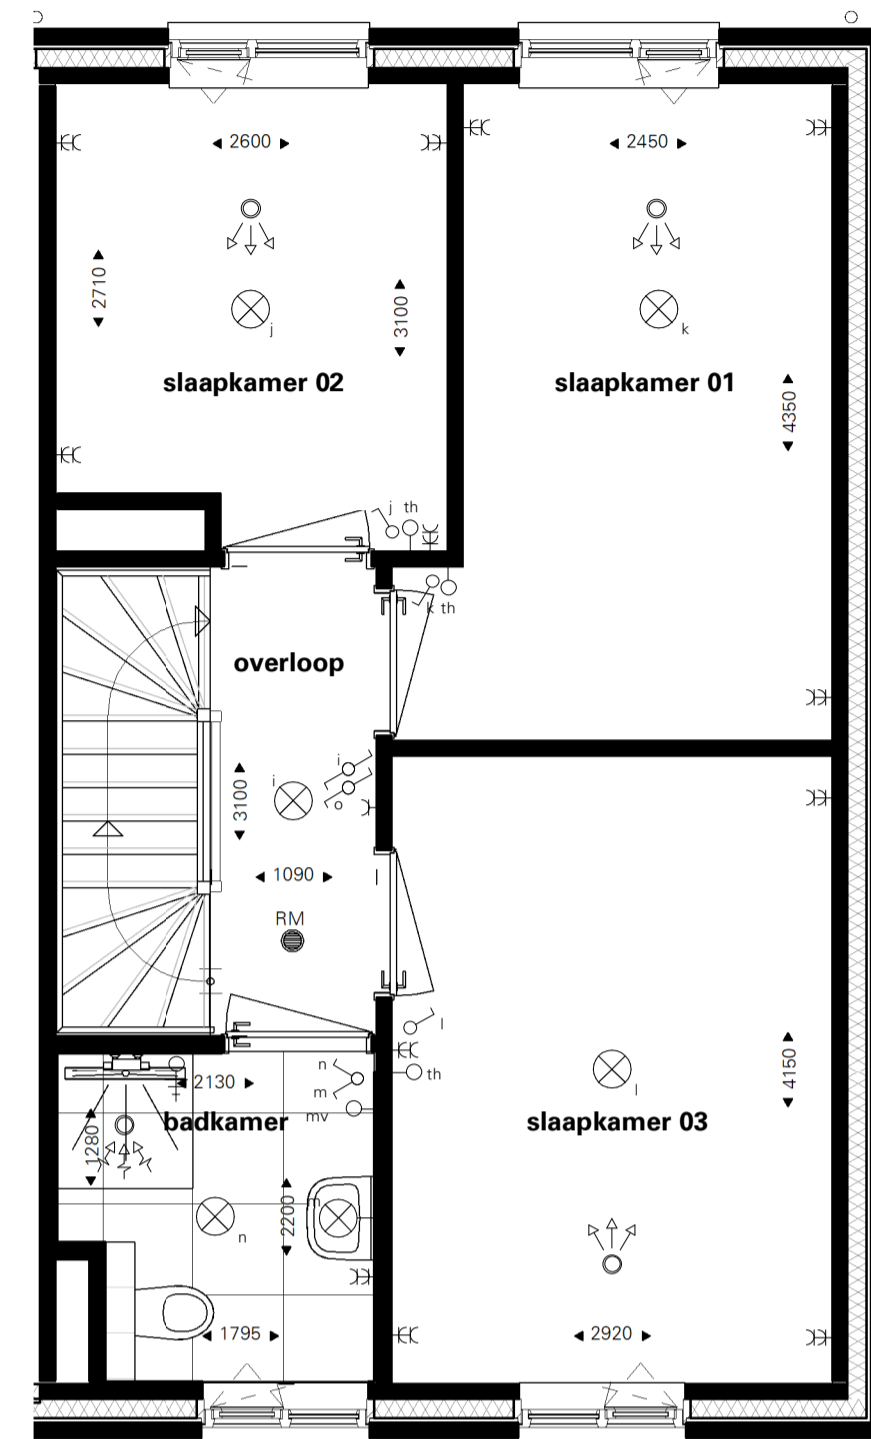 2600
2450
2710
3100
j
k
slaapkamer 02
slaapkamer 01
4350
j th
k th
overloop
i
i
o
3100
1090
RM
l
th
n
m
mv
2130
badkamer
1280
l
4150
slaapkamer 03
m
2200
n
1795
2920